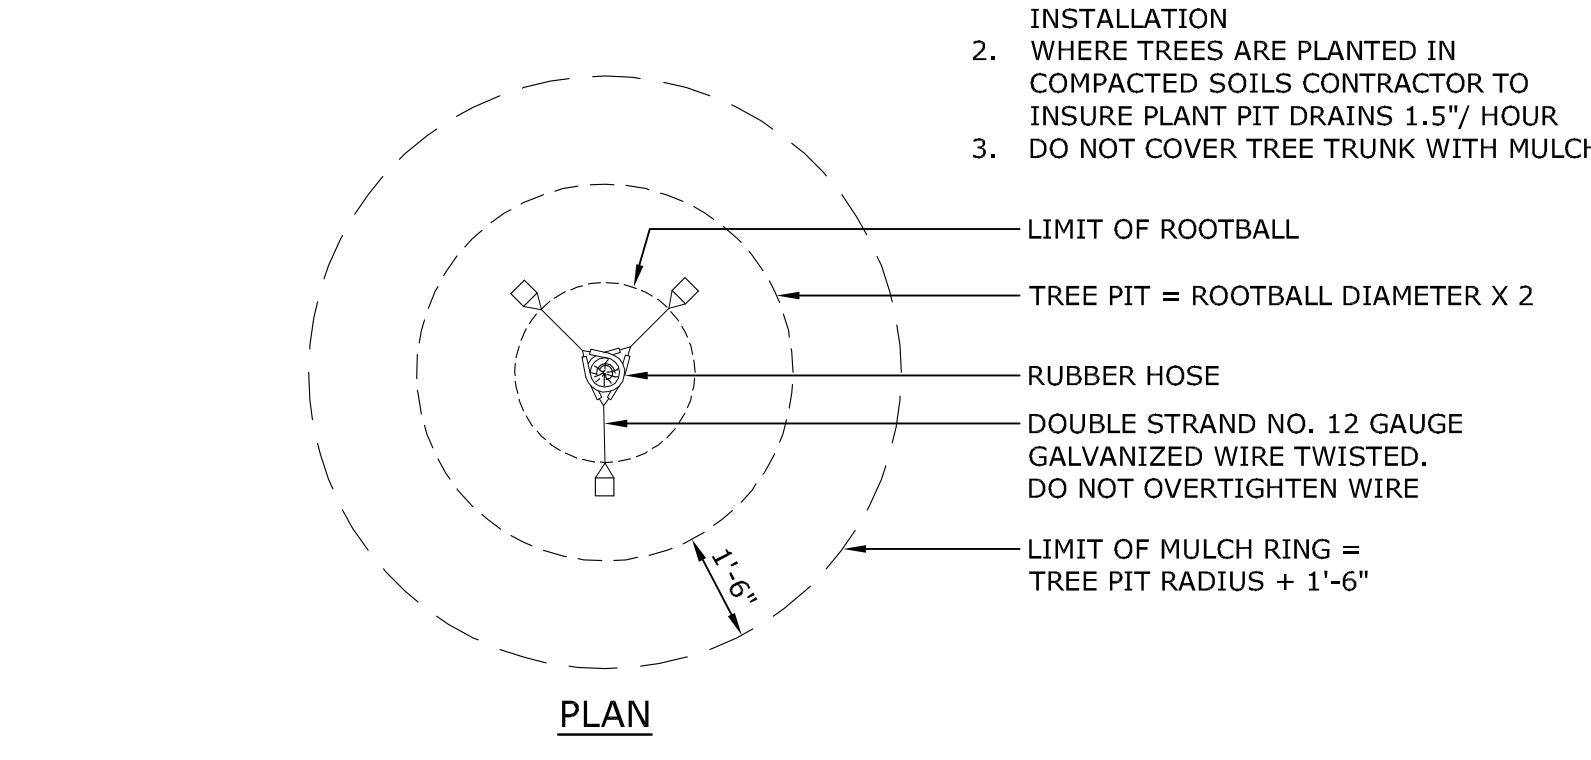 INSTALLATION
2. WHERE TREES ARE PLANTED IN
COMPACTED SOILS CONTRACTOR TO
INSURE PLANT PIT DRAINS 1.5"/ HOUR
3. DO NOT COVER TREE TRUNK WITH MULCH
LIMIT OF ROOTBALL
TREE PIT = ROOTBALL DIAMETER X 2
RUBBER HOSE
DOUBLE STRAND NO. 12 GAUGE
GALVANIZED WIRE TWISTED.
DO NOT OVERTIGHTEN WIRE
LIMIT OF MULCH RING =
TREE PIT RADIUS + 1'-6"
1'-6"
PLAN